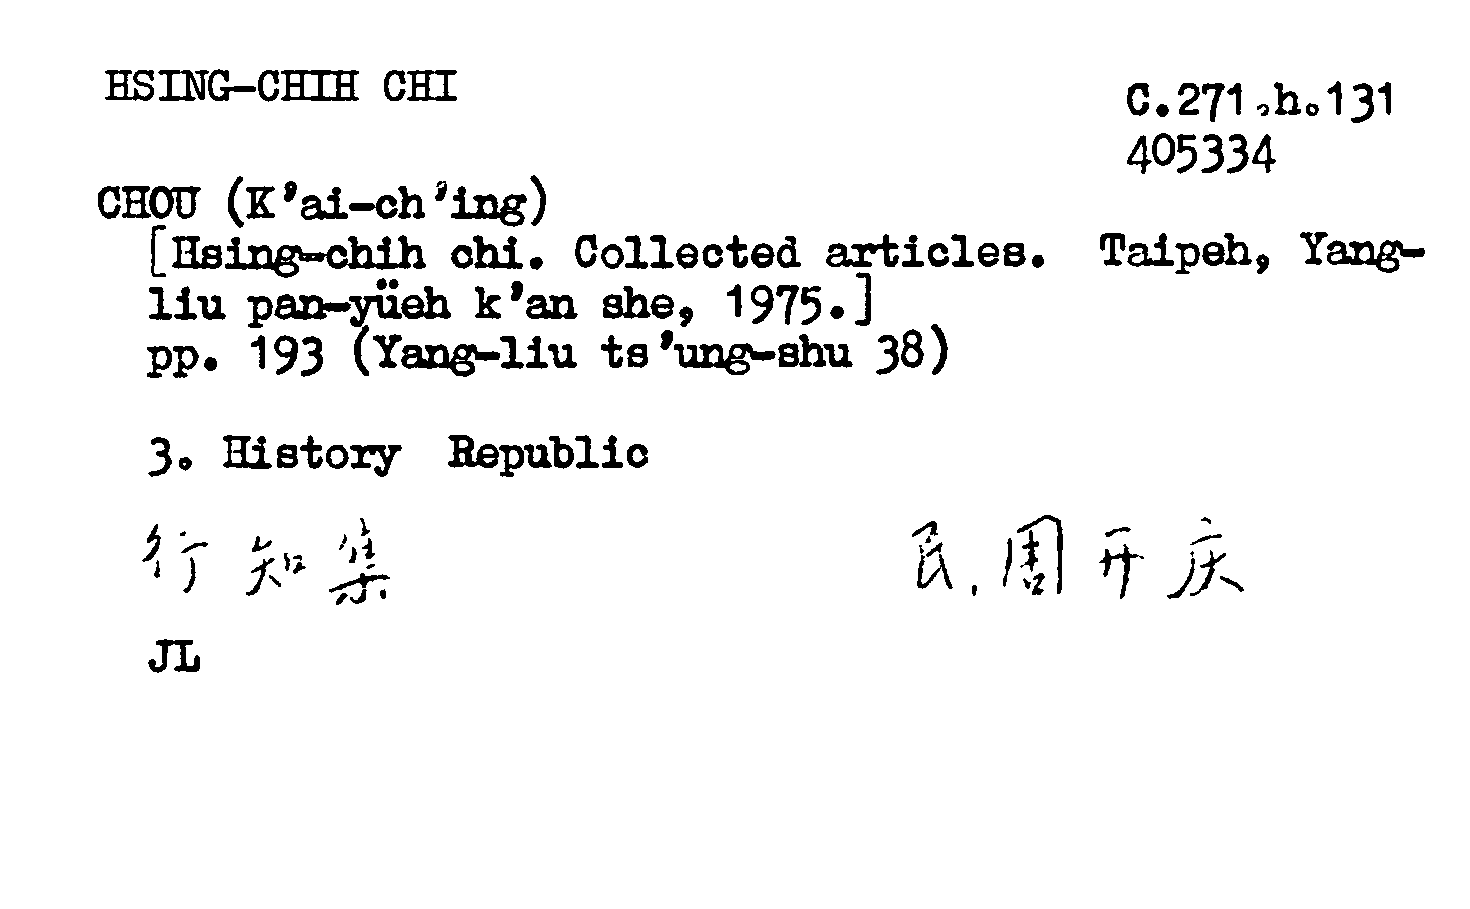 HSING-CHIH CHI
C.271.h.131
405334
CHOU (K'ai-ch'ing)
[Hsing-chih chi. Collected articles. Taipeh, Yang-
liu pan-yüeh k'an she, 1975.]
pp. 193 (Yang-liu ts'ung-shu 38)
3. History Republic
行知集 民.周开庆
JL